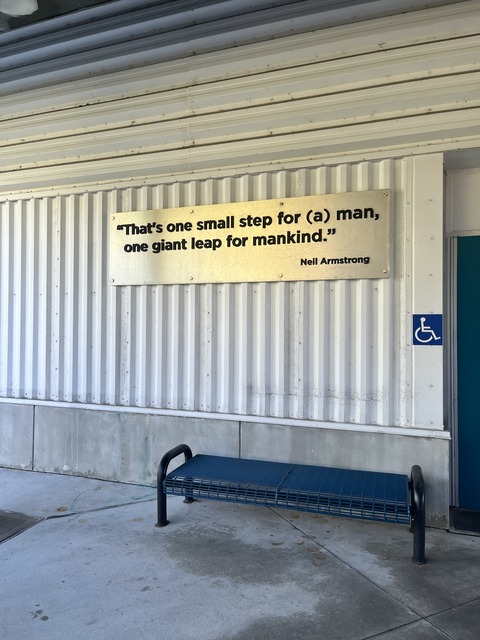 “That's one small step for (a) man,
one giant leap for mankind.”
Neil Armstrong